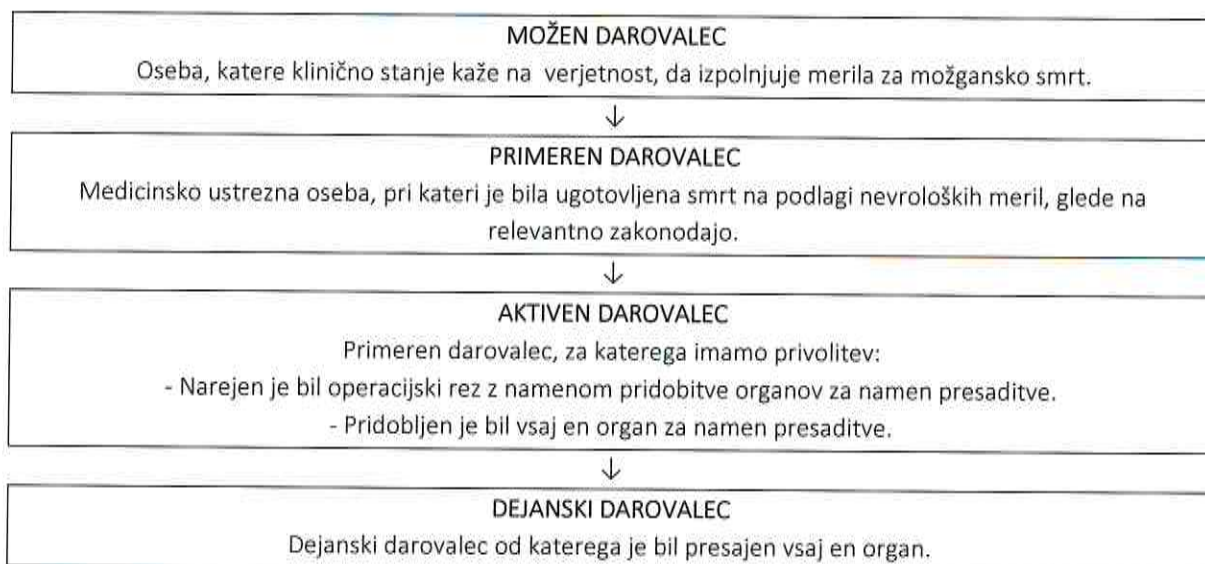 MOŽEN DAROVALEC
Oseba, katere klinično stanje kaže na verjetnost, da izpolnjuje merila za možgansko smrt.
↓
PRIMEREN DAROVALEC
Medicinsko ustrezna oseba, pri kateri je bila ugotovljena smrt na podlagi nevroloških meril, glede na
relevantno zakonodajo.
↓
AKTIVEN DAROVALEC
Primeren darovalec, za katerega imamo privolitev:
- Narejen je bil operacijski rez z namenom pridobitve organov za namen presaditve.
- Pridobljen je bil vsaj en organ za namen presaditve.
↓
DEJANSKI DAROVALEC
Dejanski darovalec od katerega je bil presajen vsaj en organ.